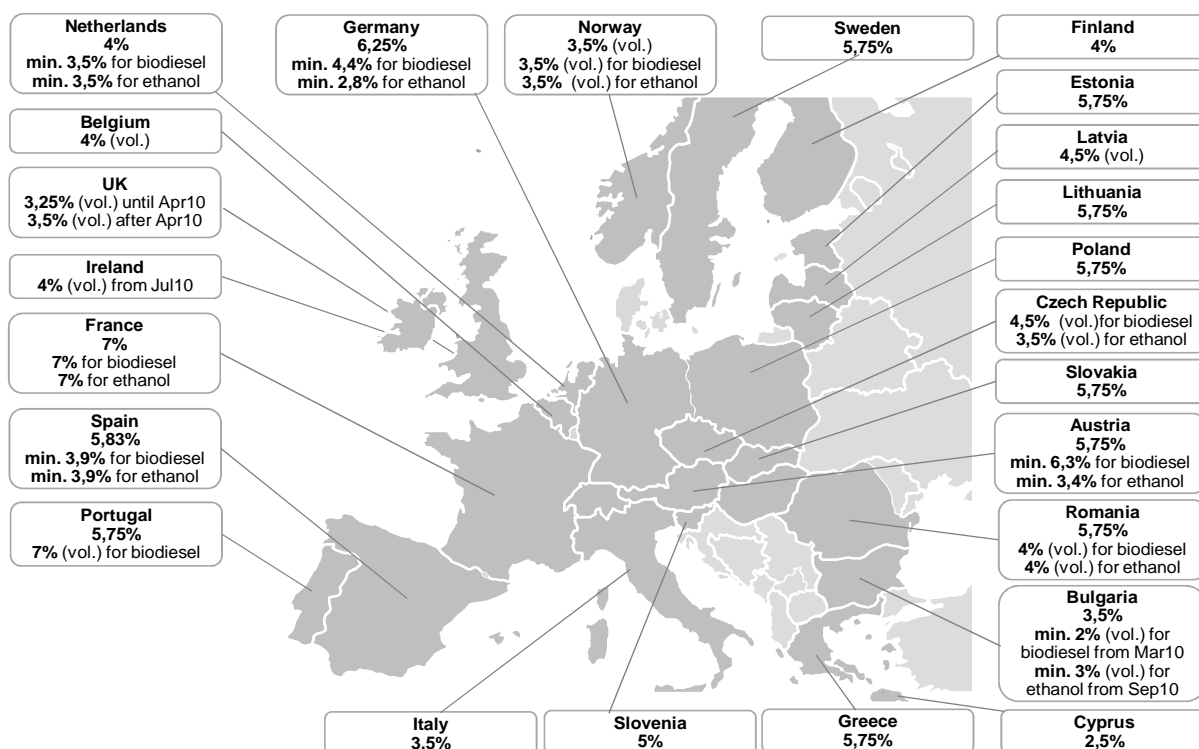 Netherlands
4%
min. 3,5% for biodiesel
min. 3,5% for ethanol
Germany
6,25%
min. 4,4% for biodiesel
min. 2,8% for ethanol
Norway
3,5% (vol.)
3,5% (vol.) for biodiesel
3,5% (vol.) for ethanol
Sweden
5,75%
Finland
4%
Belgium
4% (vol.)
UK
3,25% (vol.) until Apr10
3,5% (vol.) after Apr10
Ireland
4% (vol.) from Jul10
France
7%
7% for biodiesel
7% for ethanol
Spain
5,83%
min. 3,9% for biodiesel
min. 3,9% for ethanol
Portugal
5,75%
7% (vol.) for biodiesel
Estonia
5,75%
Latvia
4,5% (vol.)
Lithuania
5,75%
Poland
5,75%
Czech Republic
4,5% (vol.)for biodiesel
3,5% (vol.) for ethanol
Slovakia
5,75%
Austria
5,75%
min. 6,3% for biodiesel
min. 3,4% for ethanol
Romania
5,75%
4% (vol.) for biodiesel
4% (vol.) for ethanol
Bulgaria
3,5%
min. 2% (vol.) for
biodiesel from Mar10
min. 3% (vol.) for
ethanol from Sep10
Italy
3,5%
Slovenia
5%
Greece
5,75%
Cyprus
2,5%